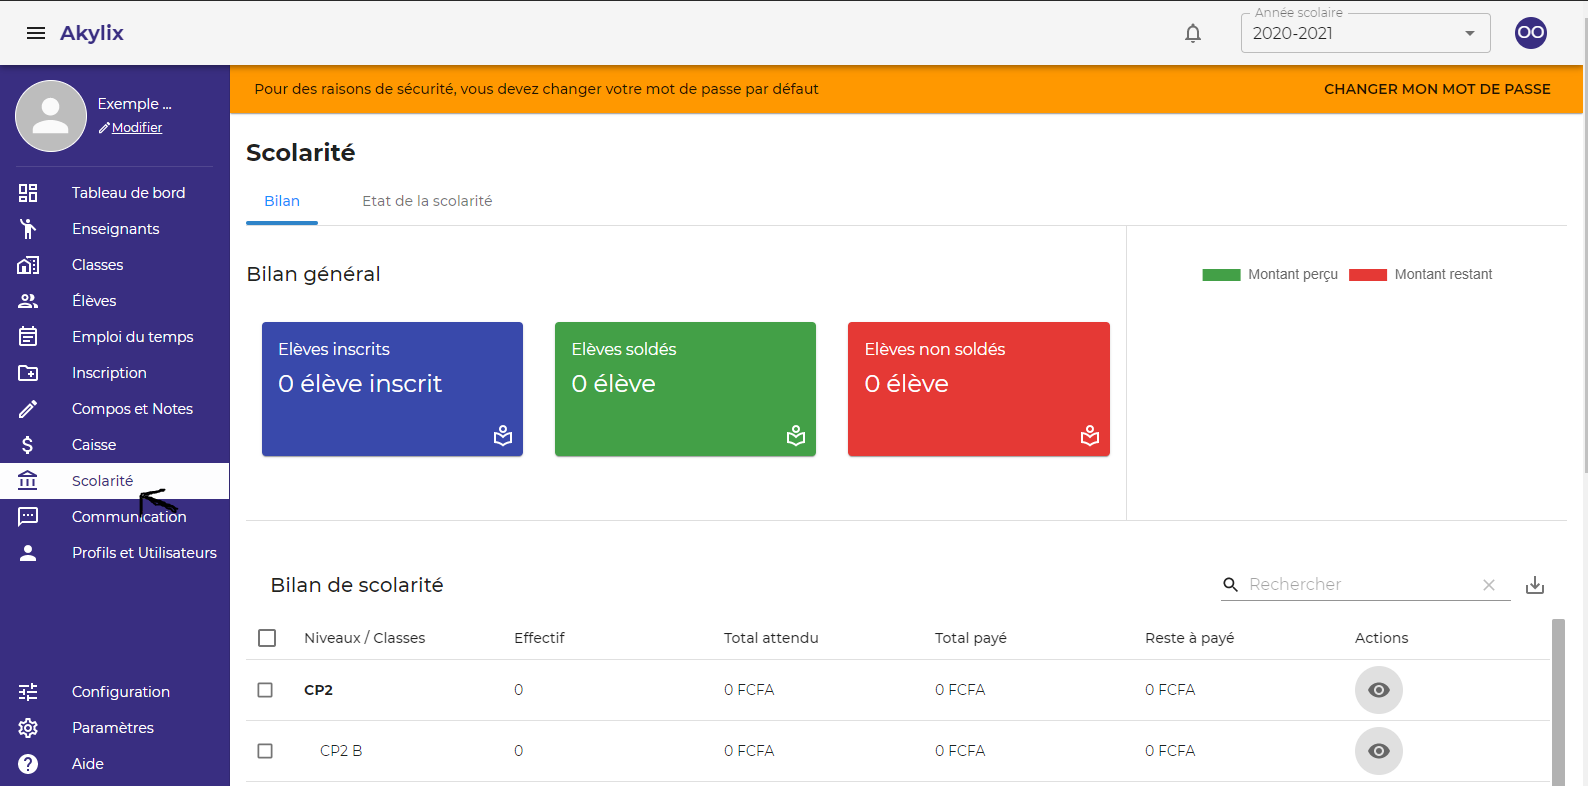 Akylix
Année scolaire
2020-2021
OO
Exemple ...
Modifier
Pour des raisons de sécurité, vous devez changer votre mot de passe par défaut
CHANGER MON MOT DE PASSE
Tableau de bord
Enseignants
Classes
Élèves
Emploi du temps
Inscription
Compos et Notes
Caisse
Scolarité
Communication
Profils et Utilisateurs
Configuration
Paramètres
Aide
Scolarité
Bilan
Etat de la scolarité
Bilan général
Elèves inscrits
0 élève inscrit
Elèves soldés
0 élève
Elèves non soldés
0 élève
Montant perçu
Montant restant
Bilan de scolarité
Rechercher
Niveaux / Classes Effectif Total attendu Total payé Reste à payé Actions
CP2 0 0 FCFA 0 FCFA 0 FCFA
CP2 B 0 0 FCFA 0 FCFA 0 FCFA